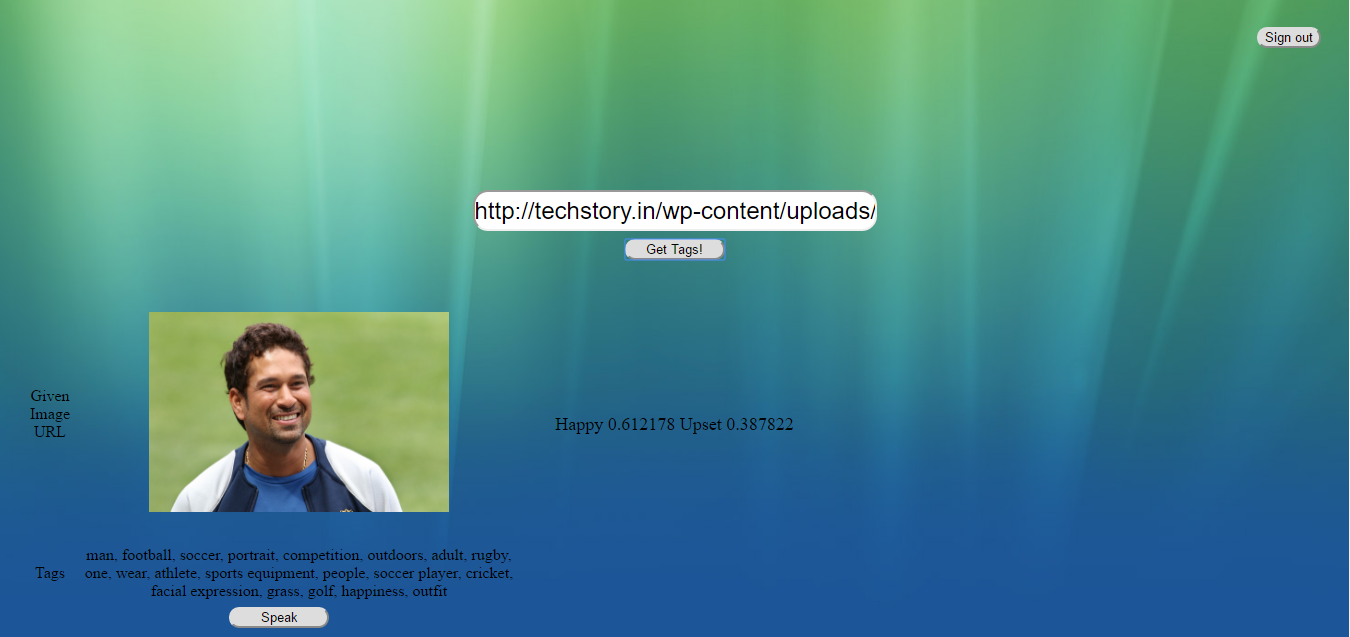 Sign out
http://techstory.in/wp-content/uploads/
Get Tags!
Given
Image
URL
Happy 0.612178 Upset 0.387822
Tags
man, football, soccer, portrait, competition, outdoors, adult, rugby,
one, wear, athlete, sports equipment, people, soccer player, cricket,
facial expression, grass, golf, happiness, outfit
Speak